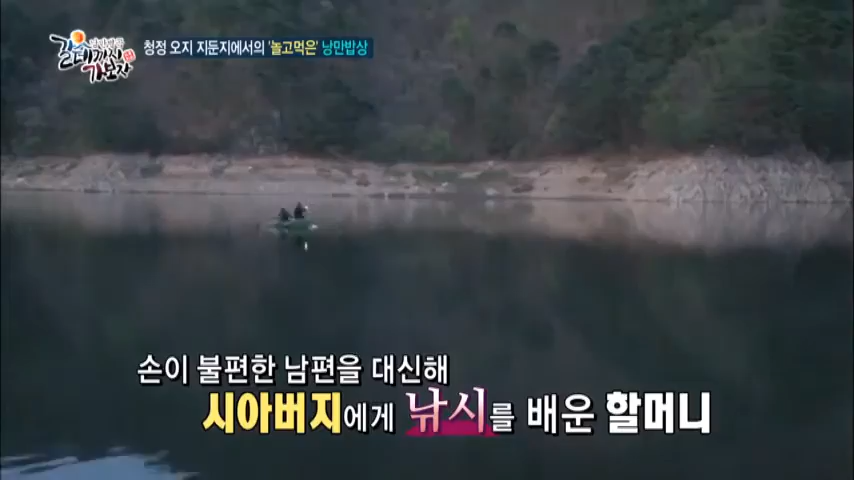 갈데까지
가보자
청정 오지 지둔지에서의 '놀고먹은' 낭만밥상
손이 불편한 남편을 대신해
시아버지에게 낚시를 배운 할머니